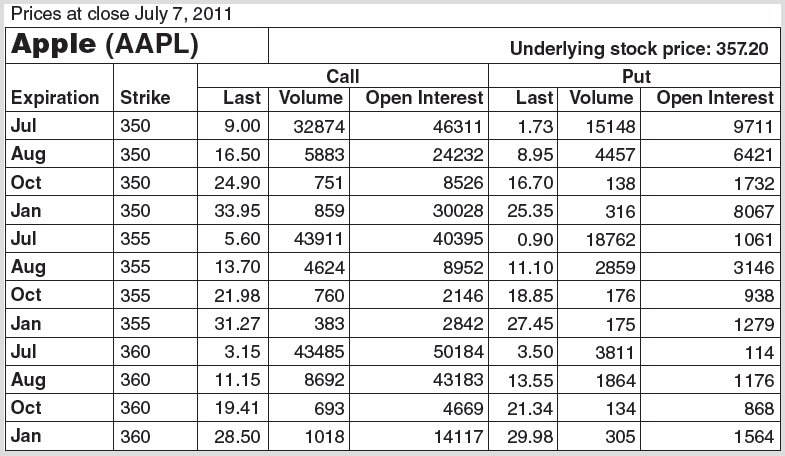 Prices at close July 7, 2011
Apple (AAPL) Underlying stock price: 357.20
Call Put
Expiration Strike Last Volume Open Interest Last Volume Open Interest
Jul 350 9.00 32874 46311 1.73 15148 9711
Aug 350 16.50 5883 24232 8.95 4457 6421
Oct 350 24.90 751 8526 16.70 138 1732
Jan 350 33.95 859 30028 25.35 316 8067
Jul 355 5.60 43911 40395 0.90 18762 1061
Aug 355 13.70 4624 8952 11.10 2859 3146
Oct 355 21.98 760 2146 18.85 176 938
Jan 355 31.27 383 2842 27.45 175 1279
Jul 360 3.15 43485 50184 3.50 3811 114
Aug 360 11.15 8692 43183 13.55 1864 1176
Oct 360 19.41 693 4669 21.34 134 868
Jan 360 28.50 1018 14117 29.98 305 1564